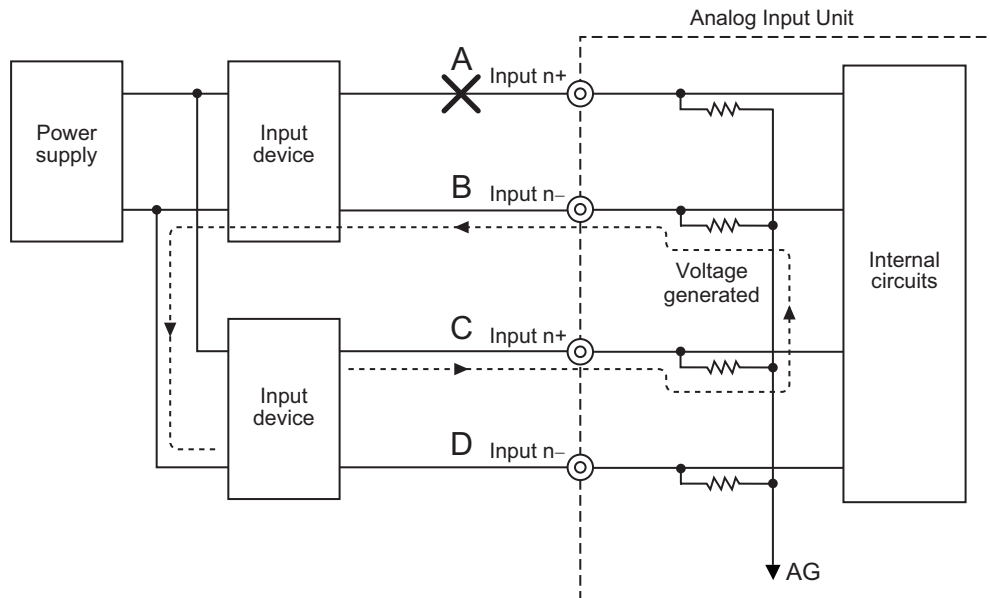 Analog Input Unit
A
Input n+
Power
supply
Input
device
B
Input n−
Internal
circuits
Voltage
generated
C
Input n+
Input
device
D
Input n−
AG